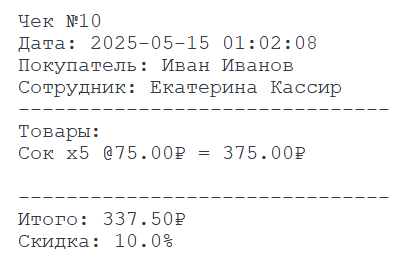 Чек №10
Дата: 2025-05-15 01:02:08
Покупатель: Иван Иванов
Сотрудник: Екатерина Кассир
-------------------------------
Товары:
Сок x5 @75.00₽ = 375.00₽
-------------------------------
Итого: 337.50₽
Скидка: 10.0%